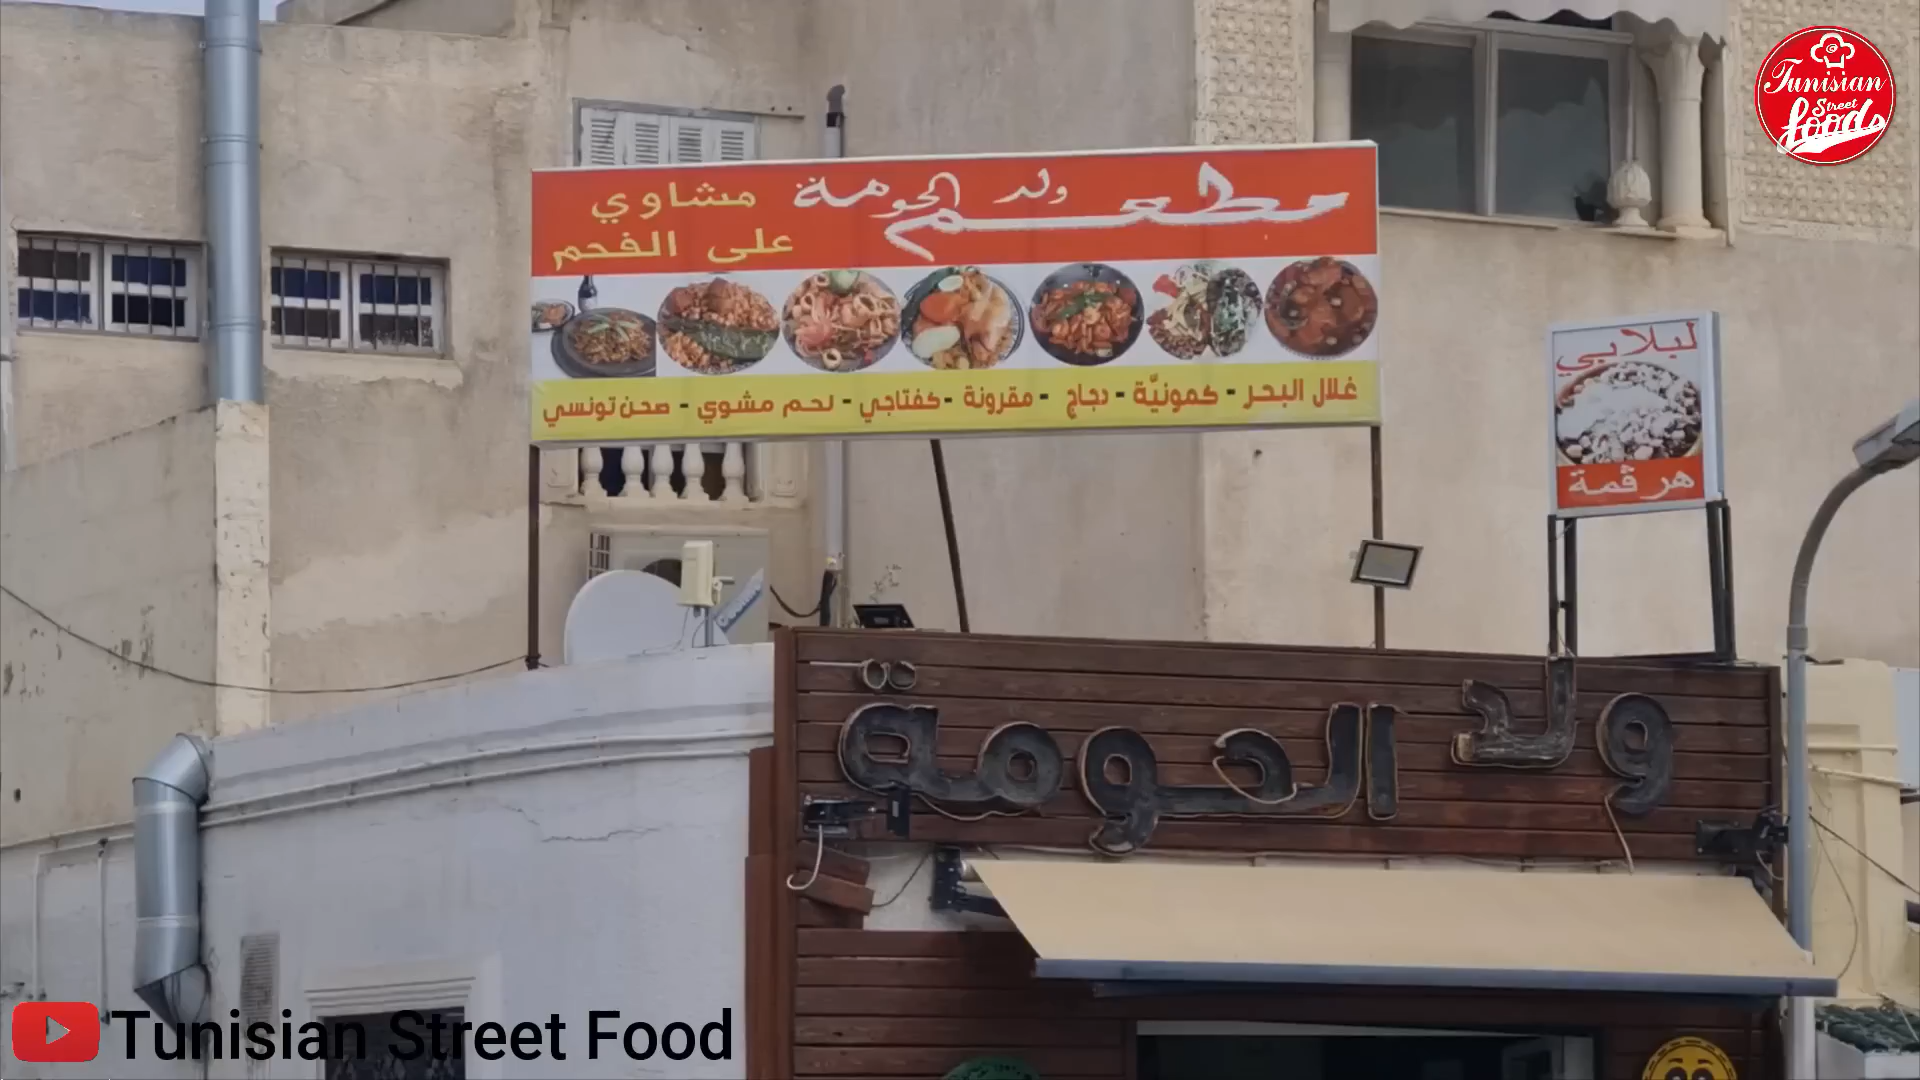 Tunisian
Street
foods
مطعم ولد الحومة
مشاوي
على الفحم
غلال البحر - كمونيّة - دجاج - مقرونة - كفتاجي - لحم مشوي - صحن تونسي
لبلابي
هرڤمة
ولد الحومة
Tunisian Street Food